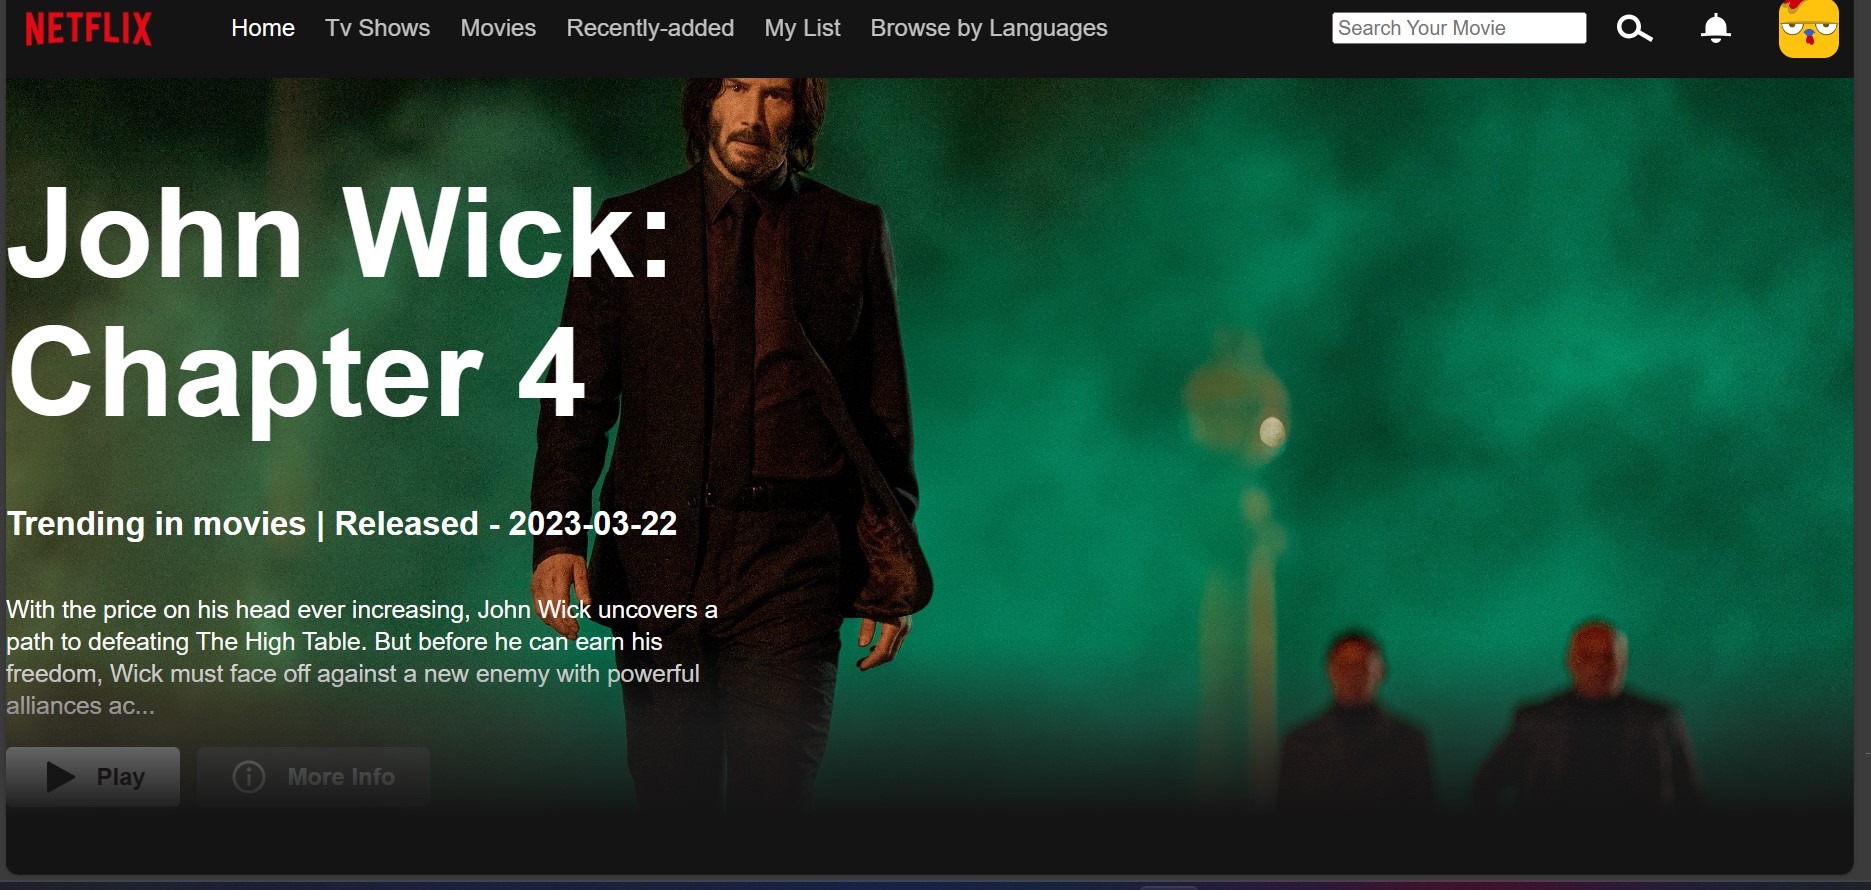 NETFLIX Home Tv Shows Movies Recently-added My List Browse by Languages Search Your Movie
John Wick:
Chapter 4
Trending in movies | Released - 2023-03-22
With the price on his head ever increasing, John Wick uncovers a
path to defeating The High Table. But before he can earn his
freedom, Wick must face off against a new enemy with powerful
alliances ac...
Play More Info